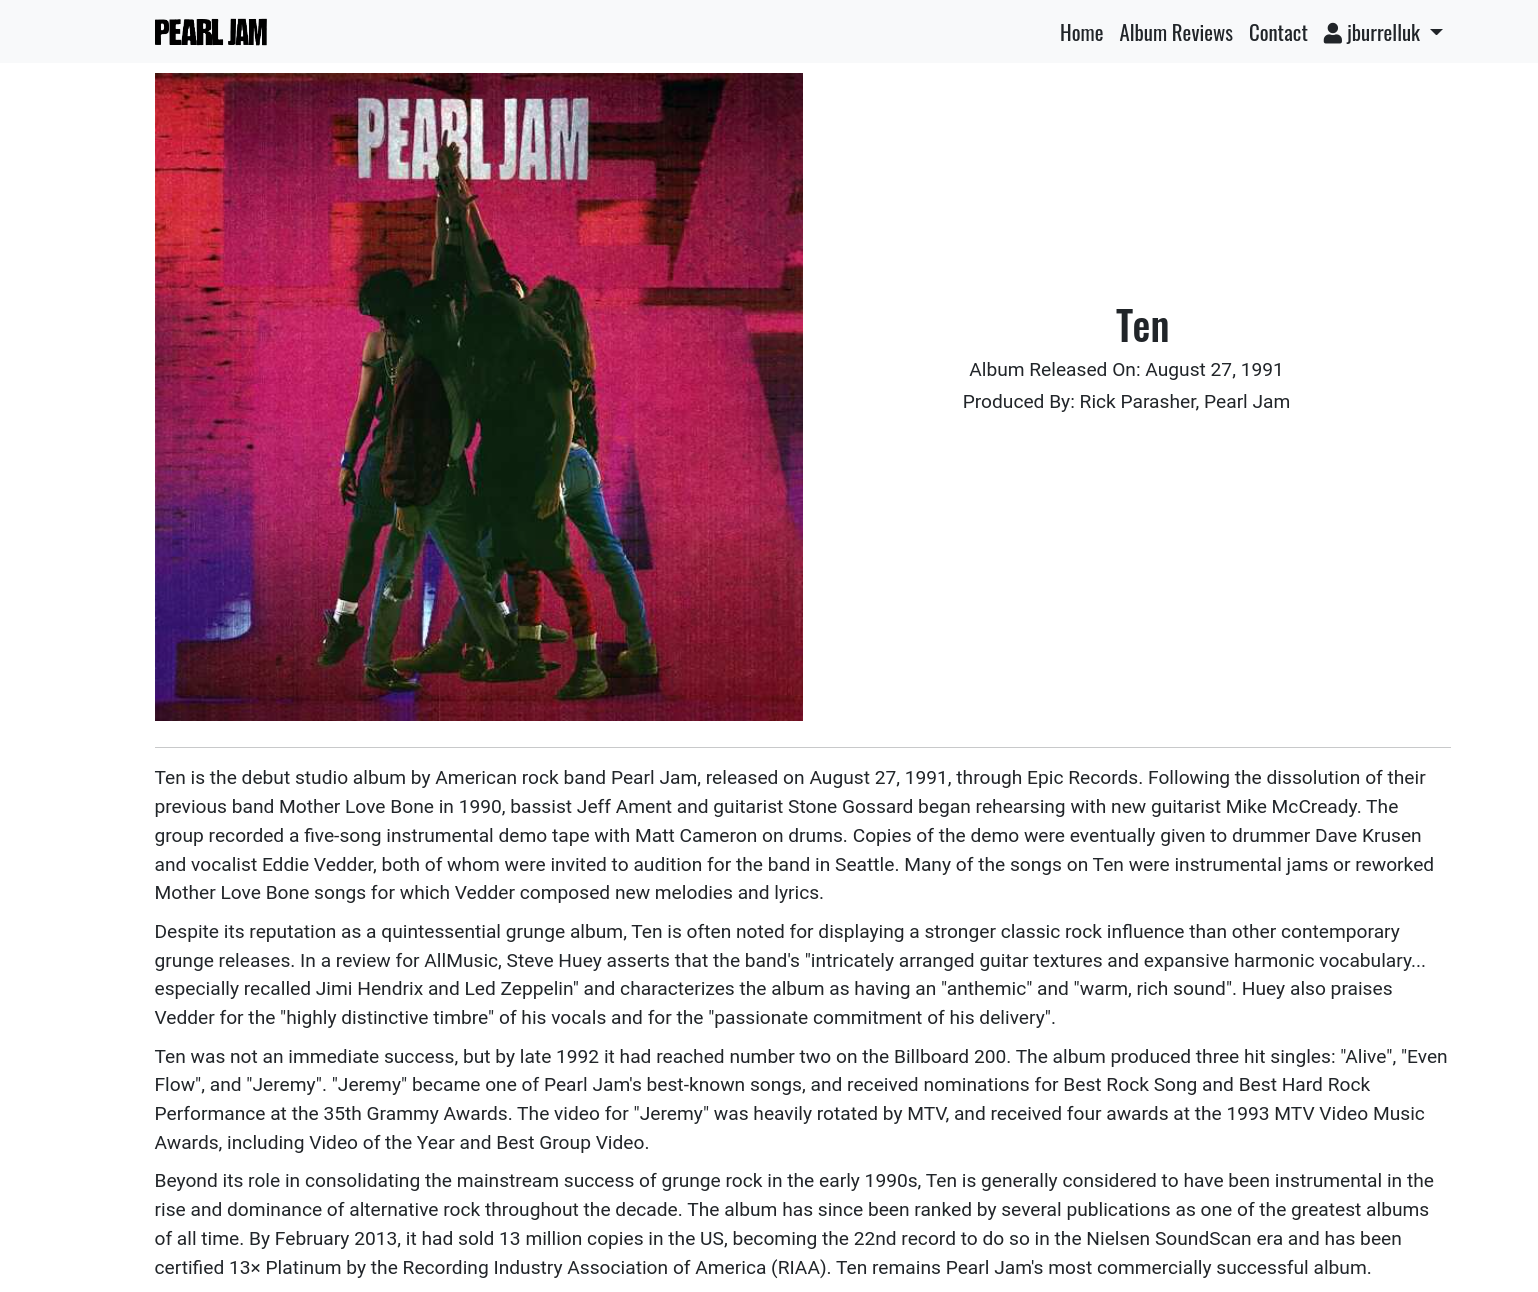 PEARL JAM
Home Album Reviews Contact jburrelluk
PEARL JAM
Ten
Album Released On: August 27, 1991
Produced By: Rick Parasher, Pearl Jam
Ten is the debut studio album by American rock band Pearl Jam, released on August 27, 1991, through Epic Records. Following the dissolution of their
previous band Mother Love Bone in 1990, bassist Jeff Ament and guitarist Stone Gossard began rehearsing with new guitarist Mike McCready. The
group recorded a five-song instrumental demo tape with Matt Cameron on drums. Copies of the demo were eventually given to drummer Dave Krusen
and vocalist Eddie Vedder, both of whom were invited to audition for the band in Seattle. Many of the songs on Ten were instrumental jams or reworked
Mother Love Bone songs for which Vedder composed new melodies and lyrics.
Despite its reputation as a quintessential grunge album, Ten is often noted for displaying a stronger classic rock influence than other contemporary
grunge releases. In a review for AllMusic, Steve Huey asserts that the band's "intricately arranged guitar textures and expansive harmonic vocabulary...
especially recalled Jimi Hendrix and Led Zeppelin" and characterizes the album as having an "anthemic" and "warm, rich sound". Huey also praises
Vedder for the "highly distinctive timbre" of his vocals and for the "passionate commitment of his delivery".
Ten was not an immediate success, but by late 1992 it had reached number two on the Billboard 200. The album produced three hit singles: "Alive", "Even
Flow", and "Jeremy". "Jeremy" became one of Pearl Jam's best-known songs, and received nominations for Best Rock Song and Best Hard Rock
Performance at the 35th Grammy Awards. The video for "Jeremy" was heavily rotated by MTV, and received four awards at the 1993 MTV Video Music
Awards, including Video of the Year and Best Group Video.
Beyond its role in consolidating the mainstream success of grunge rock in the early 1990s, Ten is generally considered to have been instrumental in the
rise and dominance of alternative rock throughout the decade. The album has since been ranked by several publications as one of the greatest albums
of all time. By February 2013, it had sold 13 million copies in the US, becoming the 22nd record to do so in the Nielsen SoundScan era and has been
certified 13× Platinum by the Recording Industry Association of America (RIAA). Ten remains Pearl Jam's most commercially successful album.